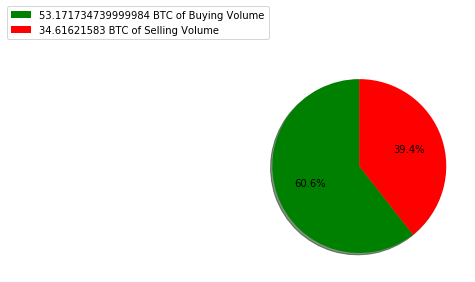 53.171734739999984 BTC of Buying Volume
34.61621583 BTC of Selling Volume
39.4%
60.6%